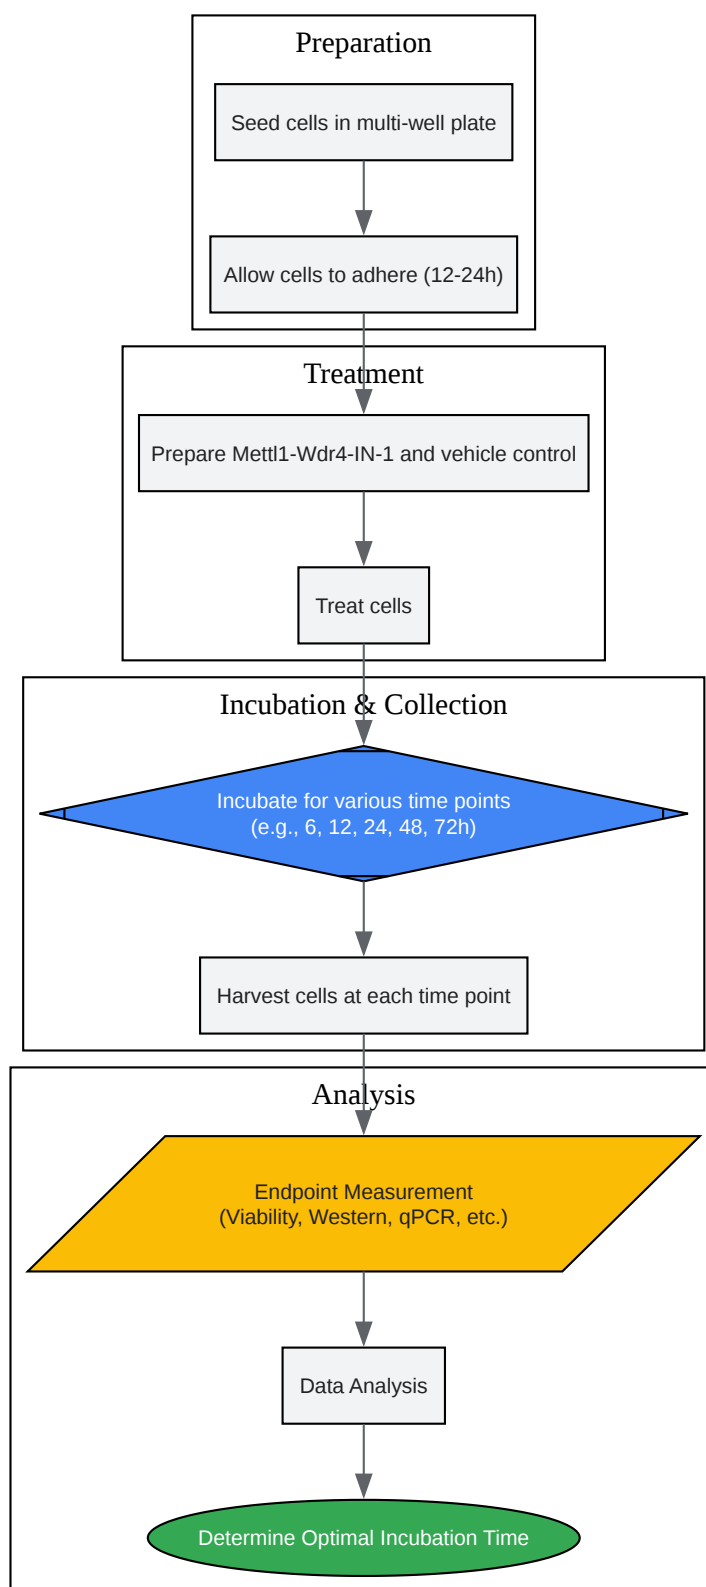 Preparation
Seed cells in multi-well plate
Allow cells to adhere (12-24h)
Treatment
Prepare Mettl1-Wdr4-IN-1 and vehicle control
Treat cells
Incubation & Collection
Incubate for various time points
(e.g., 6, 12, 24, 48, 72h)
Harvest cells at each time point
Analysis
Endpoint Measurement
(Viability, Western, qPCR, etc.)
Data Analysis
Determine Optimal Incubation Time